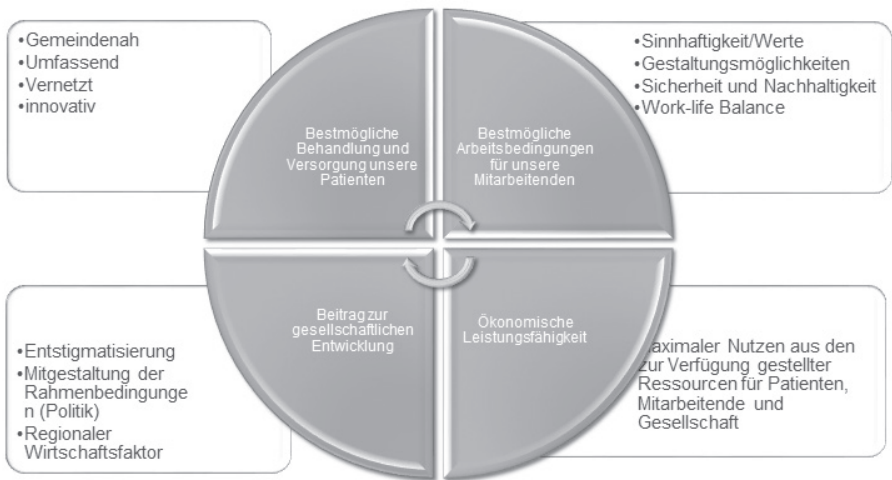 •Gemeindenah
•Umfassend
•Vernetzt
•innovativ
•Sinnhaftigkeit/Werte
•Gestaltungsmöglichkeiten
•Sicherheit und Nachhaltigkeit
•Work-life Balance
Bestmögliche
Behandlung und
Versorgung unsere
Patienten
Bestmögliche
Arbeitsbedingungen
für unsere
Mitarbeitenden
Beitrag zur
gesellschaftlichen
Entwicklung
Ökonomische
Leistungsfähigkeit
•Entstigmatisierung
•Mitgestaltung der
Rahmenbedingunge
n (Politik)
•Regionaler
Wirtschaftsfaktor
aximaler Nutzen aus den
zur Verfügung gestellter
Ressourcen für Patienten,
Mitarbeitende und
Gesellschaft